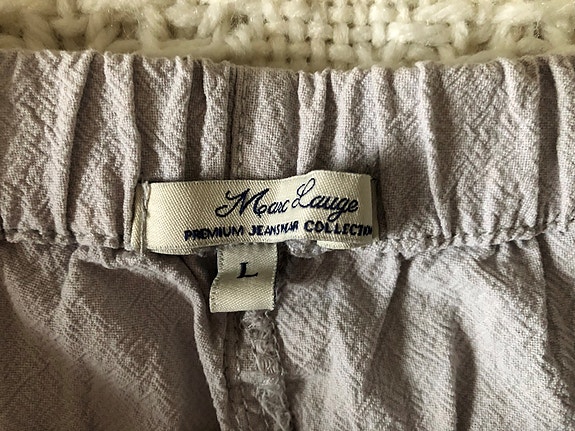 Marc Lauge
PREMIUM JEANSWEAR COLLECTION
L